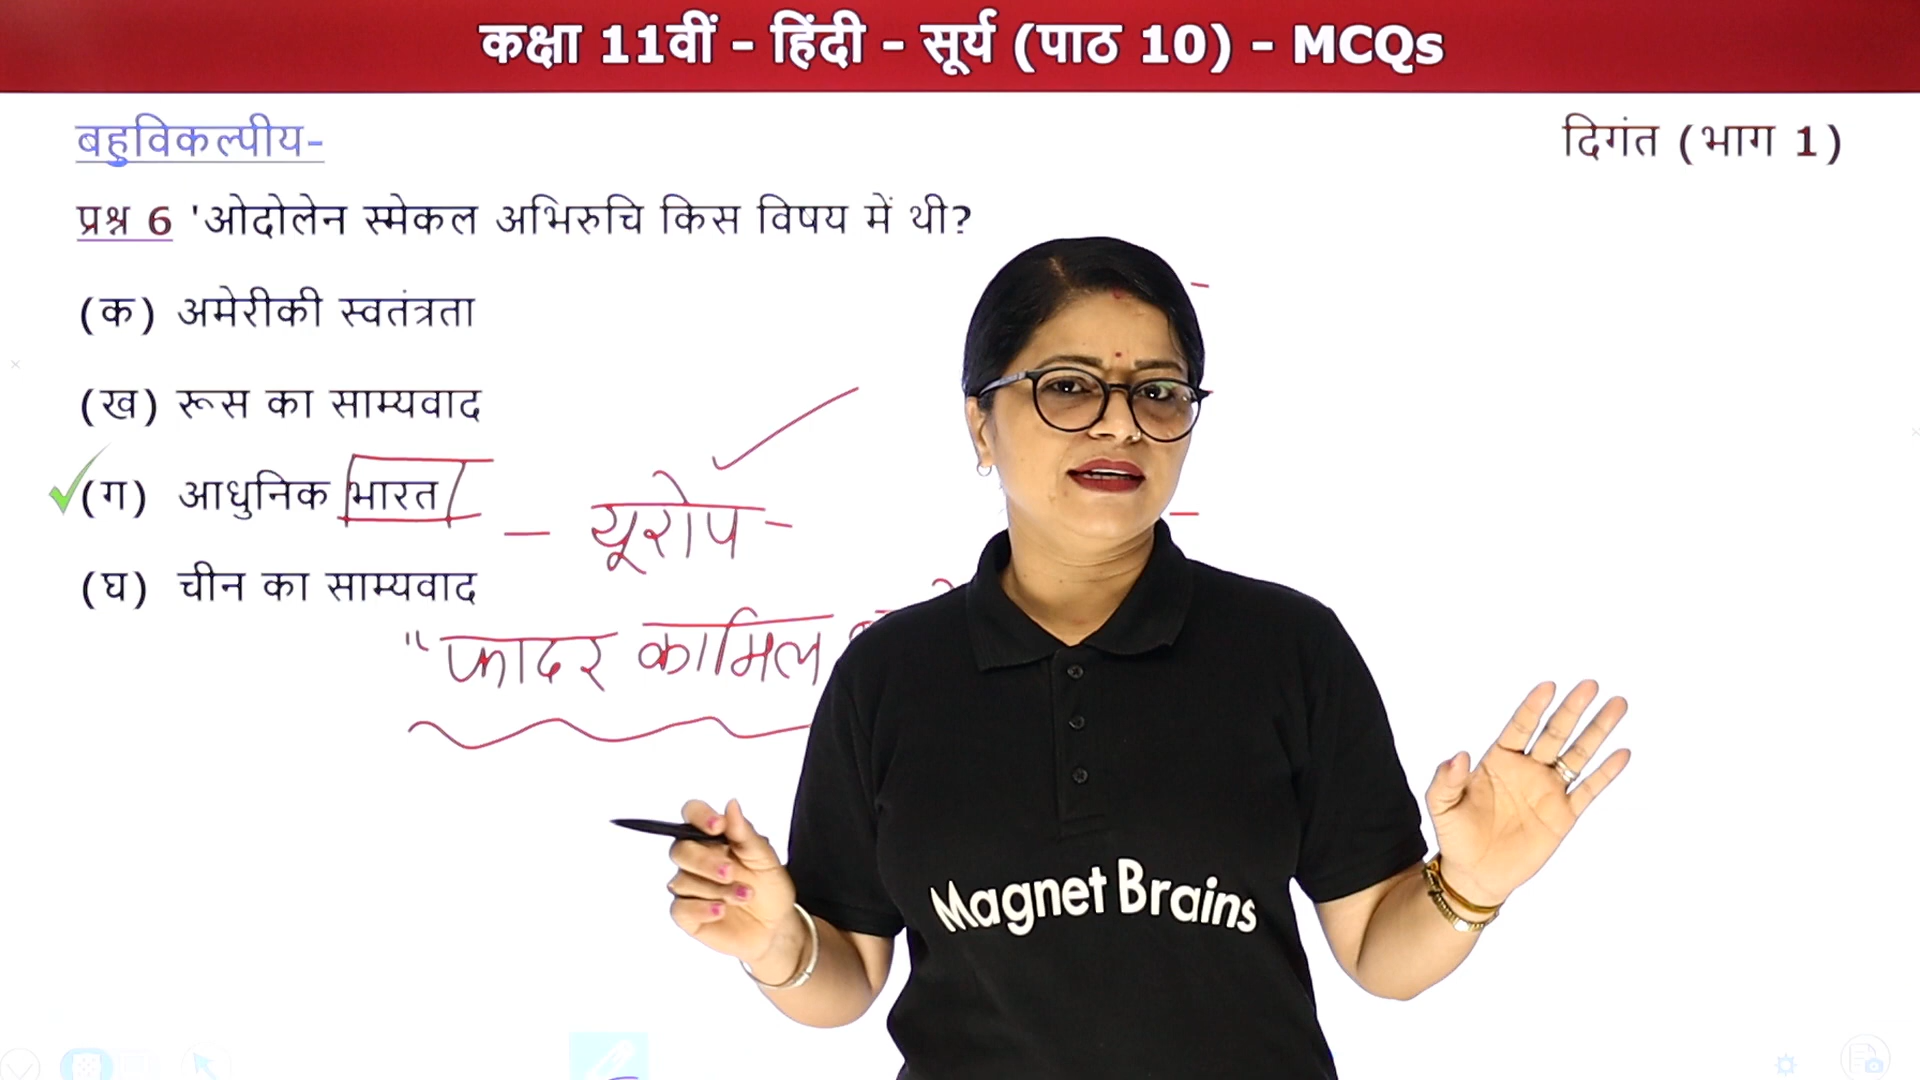 कक्षा 11वीं - हिंदी - सूर्य (पाठ 10) - MCQs
बहुविकल्पीय-
दिगंत (भाग 1)
प्रश्न 6 'ओदोलेन स्मेकल अभिरुचि किस विषय में थी?
(क) अमेरीकी स्वतंत्रता
(ख) रूस का साम्यवाद
(ग) आधुनिक भारत
- यूरोप -
(घ) चीन का साम्यवाद
"फादर कामिल
Magnet Brains